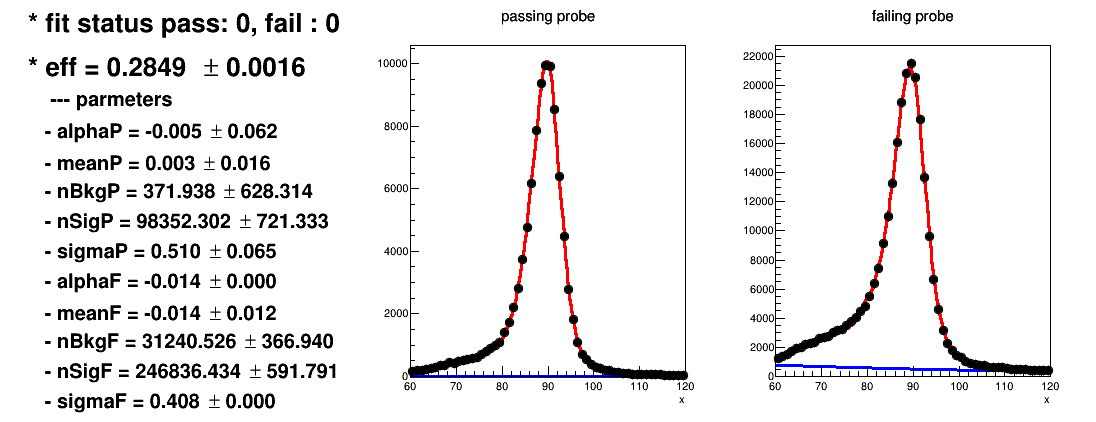 * fit status pass: 0, fail : 0
* eff = 0.2849 ± 0.0016
--- parmeters
- alphaP = -0.005 ± 0.062
- meanP = 0.003 ± 0.016
- nBkgP = 371.938 ± 628.314
- nSigP = 98352.302 ± 721.333
- sigmaP = 0.510 ± 0.065
- alphaF = -0.014 ± 0.000
- meanF = -0.014 ± 0.012
- nBkgF = 31240.526 ± 366.940
- nSigF = 246836.434 ± 591.791
- sigmaF = 0.408 ± 0.000
passing probe
10000
8000
6000
4000
2000
0
60 70 80 90 100 110 120
x
failing probe
22000
20000
18000
16000
14000
12000
10000
8000
6000
4000
2000
0
60 70 80 90 100 110 120
x